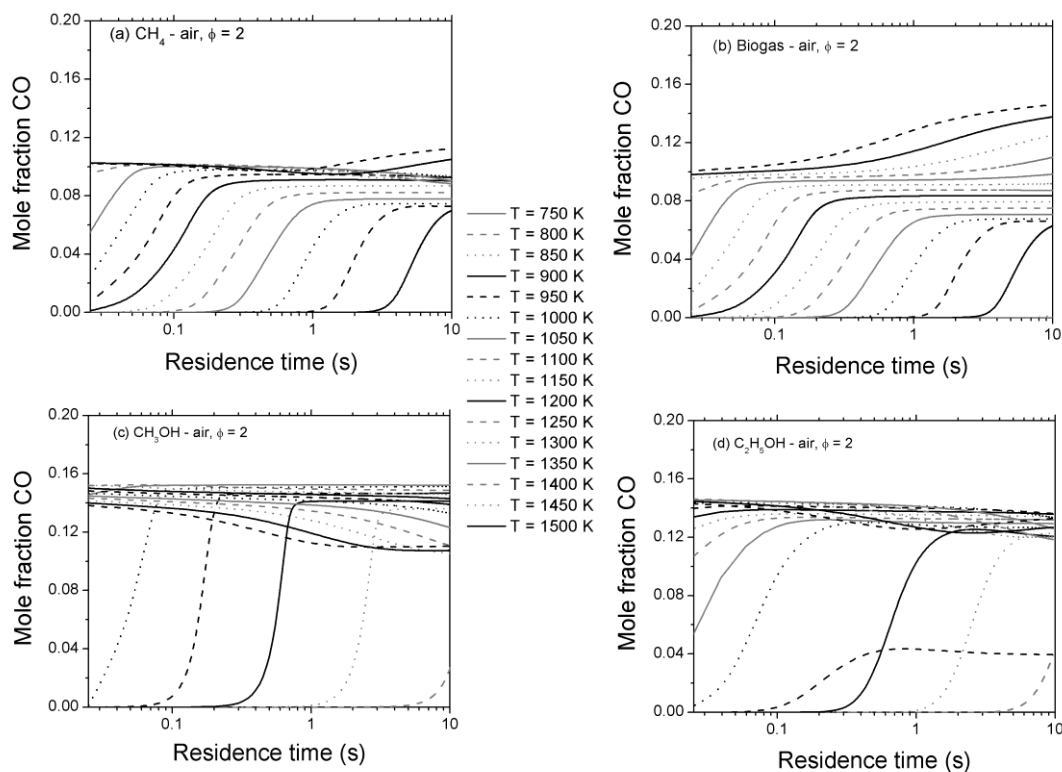 (a) CH₄ - air, ϕ = 2
Mole fraction CO
0.20
0.16
0.12
0.08
0.04
0.00
0.1
1
10
Residence time (s)
(b) Biogas - air, ϕ = 2
Mole fraction CO
0.20
0.16
0.12
0.08
0.04
0.00
0.1
1
10
Residence time (s)
T = 750 K
T = 800 K
T = 850 K
T = 900 K
T = 950 K
T = 1000 K
T = 1050 K
T = 1100 K
T = 1150 K
T = 1200 K
T = 1250 K
T = 1300 K
T = 1350 K
T = 1400 K
T = 1450 K
T = 1500 K
(c) CH₃OH - air, ϕ = 2
Mole fraction CO
0.20
0.16
0.12
0.08
0.04
0.00
0.1
1
10
Residence time (s)
(d) C₂H₅OH - air, ϕ = 2
Mole fraction CO
0.20
0.16
0.12
0.08
0.04
0.00
0.1
1
10
Residence time (s)